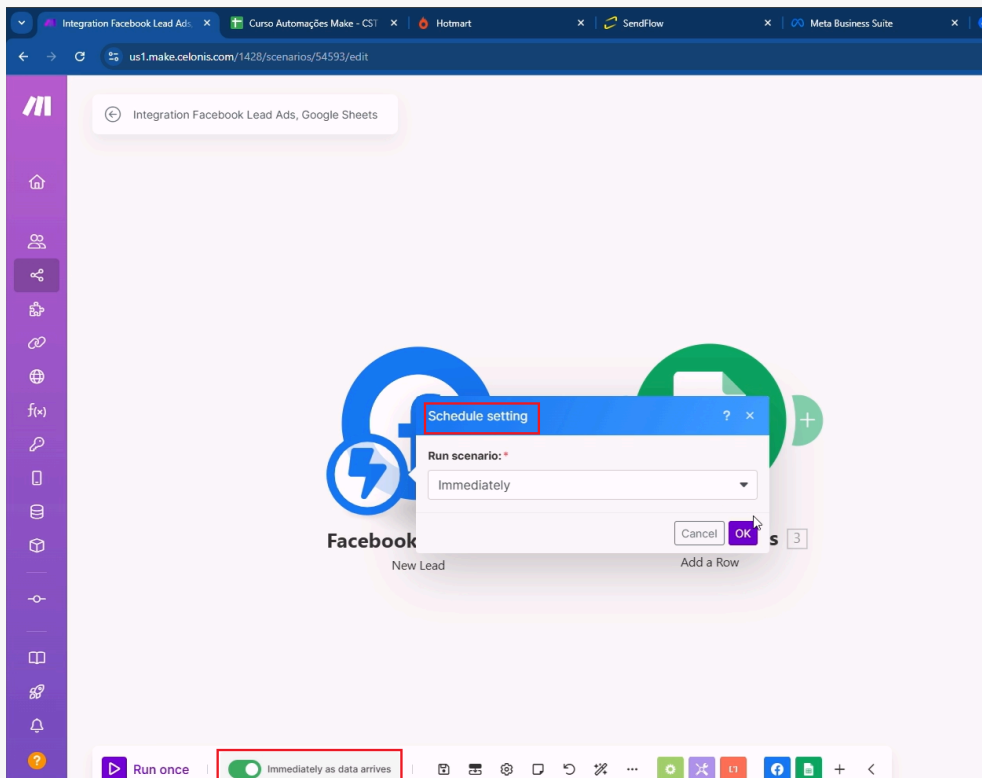 Integration Facebook Lead Ads,
Curso Automações Make - CST
Hotmart
SendFlow
Meta Business Suite
us1.make.celonis.com/1428/scenarios/54593/edit
Integration Facebook Lead Ads, Google Sheets
Schedule setting
?
Run scenario: *
Immediately
Cancel
OK
Facebook
s
3
New Lead
Add a Row
f(x)
?
Run once
Immediately as data arrives